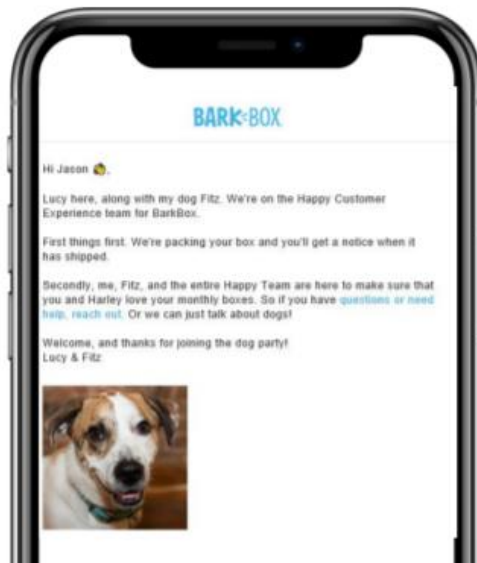 BARK BOX
Hi Jason 🐶,
Lucy here, along with my dog Fitz. We're on the Happy Customer
Experience team for BarkBox.
First things first. We're packing your box and you'll get a notice when it
has shipped.
Secondly, me, Fitz, and the entire Happy Team are here to make sure that
you and Harley love your monthly boxes. So if you have questions or need
help, reach out. Or we can just talk about dogs!
Welcome, and thanks for joining the dog party!
Lucy & Fitz